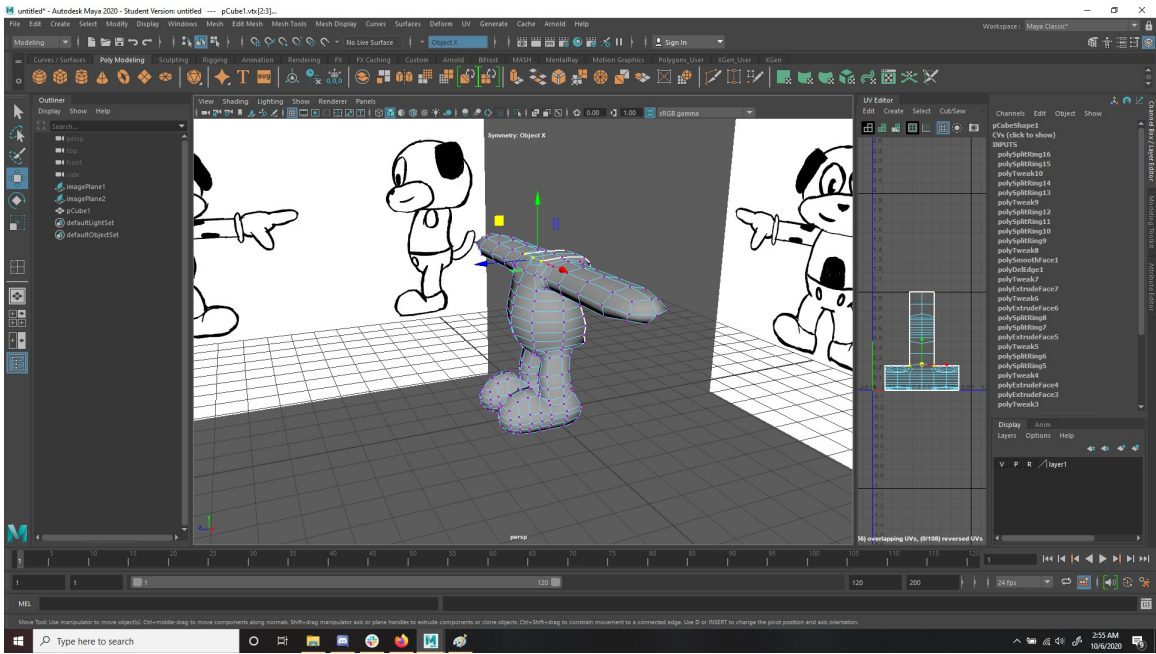 untitled* - Autodesk Maya 2020 - Student Version: untitled --- pCube1.vtx[2:3]...
File Edit Create Select Modify Display Windows Mesh Edit Mesh Mesh Tools Mesh Display Curves Surfaces Deform UV Generate Cache Arnold Help
Workspace: Maya Classic*
Modeling No Live Surface Object X Sign In
Curves / Surfaces Poly Modeling Sculpting Rigging Animation Rendering FX FX Caching Custom Arnold Bifrost MASH MentalRay Motion Graphics Polygons_User XGen_User XGen
Outliner
Display Show Help
Search...
persp
top
front
side
imagePlane1
imagePlane2
pCube1
defaultLightSet
defaultObjectSet
View Shading Lighting Show Renderer Panels
0.00 1.00 sRGB gamma
Symmetry: Object X
persp
UV Editor
Edit Create Select Cut/Sew
56) overlapping UVs, (0/108) reversed UVs
Channels Edit Object Show
pCubeShape1
CVs (click to show)
INPUTS
polySplitRing16
polySplitRing15
polyTweak10
polySplitRing14
polySplitRing13
polyTweak9
polySplitRing12
polySplitRing11
polySplitRing10
polySplitRing9
polyTweak8
polySmoothFace1
polyDelEdge1
polyTweak7
polyExtrudeFace7
polyTweak6
polyExtrudeFace6
polySplitRing8
polySplitRing7
polyExtrudeFace5
polyTweak5
polySplitRing6
polySplitRing5
polyTweak4
polyExtrudeFace4
polyExtrudeFace3
polyTweak3
Display Anim
Layers Options Help
V P R layer1
Channel Box / Layer Editor
Modeling Toolkit
Attribute Editor
5 10 15 20 25 30 35 40 45 50 55 60 65 70 75 80 85 90 95 100 105 110 115 120 1
1 1 1 120 120 200 24 fps
MEL
Move Tool: Use manipulator to move object(s). Ctrl+middle-drag to move components along normals. Shift+drag manipulator axis or plane handles to extrude components or clone objects. Ctrl+Shift+drag to constrain movement to a connected edge. Use D or INSERT to change the pivot position and axis orientation.
Type here to search
2:55 AM
10/6/2020